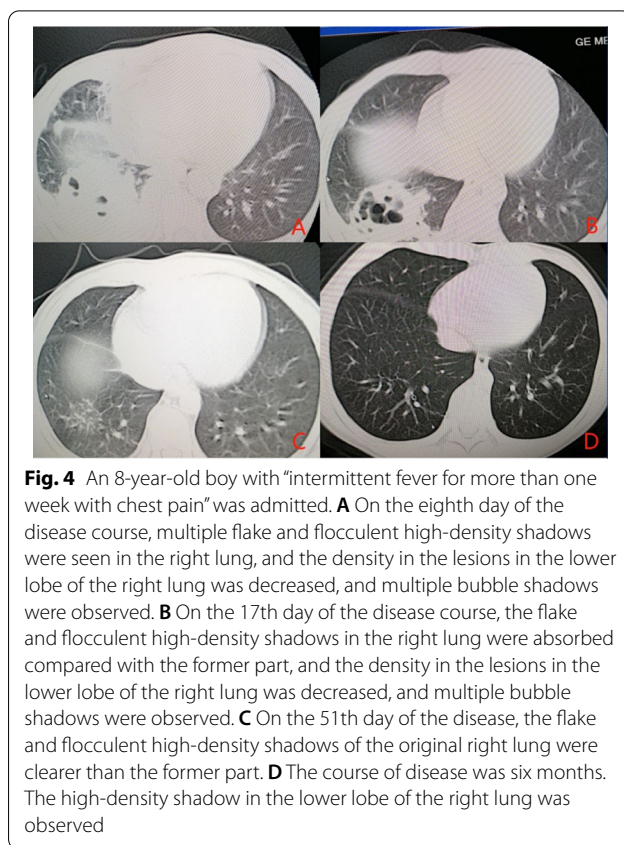 GE ME
A
B
C
D
Fig. 4 An 8-year-old boy with “intermittent fever for more than one
week with chest pain” was admitted. A On the eighth day of the
disease course, multiple flake and flocculent high-density shadows
were seen in the right lung, and the density in the lesions in the lower
lobe of the right lung was decreased, and multiple bubble shadows
were observed. B On the 17th day of the disease course, the flake
and flocculent high-density shadows in the right lung were absorbed
compared with the former part, and the density in the lesions in the
lower lobe of the right lung was decreased, and multiple bubble
shadows were observed. C On the 51th day of the disease, the flake
and flocculent high-density shadows of the original right lung were
clearer than the former part. D The course of disease was six months.
The high-density shadow in the lower lobe of the right lung was
observed